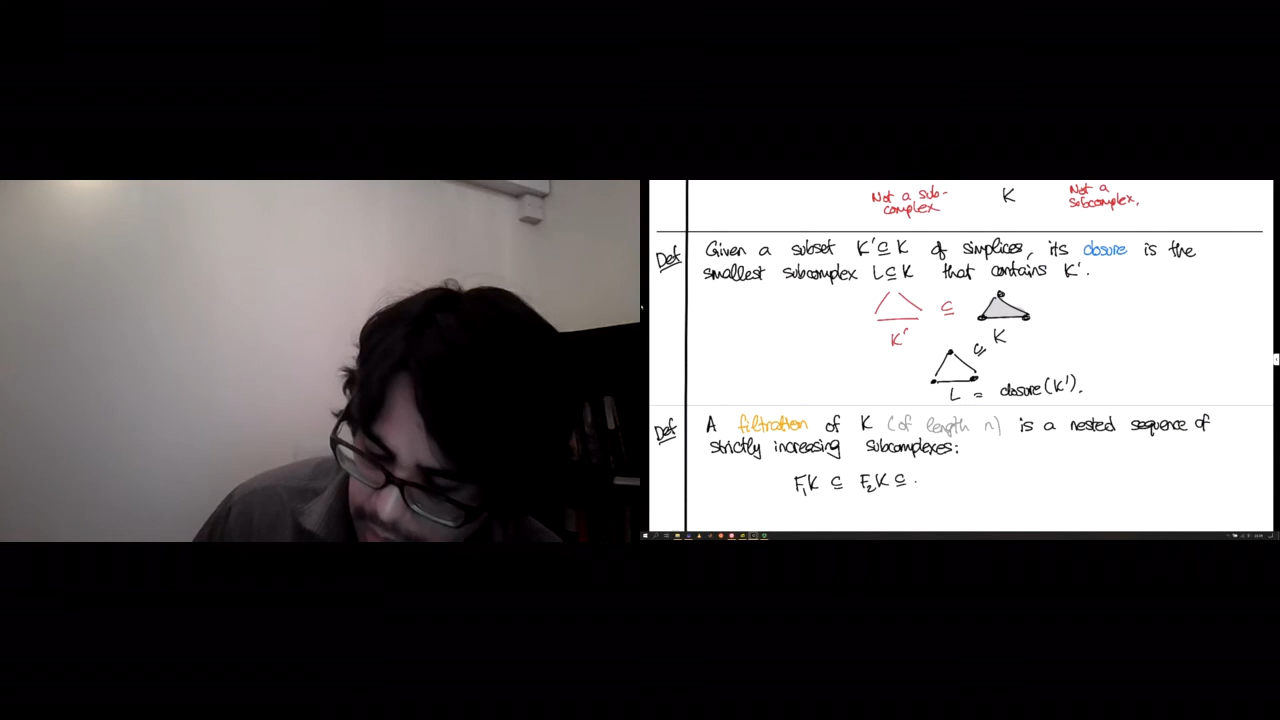 Not a sub-
complex
K
Not a
subcomplex.
Def Given a subset K' ⊆ K of simplices, its closure is the
smallest subcomplex L ⊆ K that contains K'.
⊆
K'
K
⊆
L = closure(K').
Def A filtration of K (of length n) is a nested sequence of
strictly increasing subcomplexes:
F₁K ⊆ F₂K ⊆ .